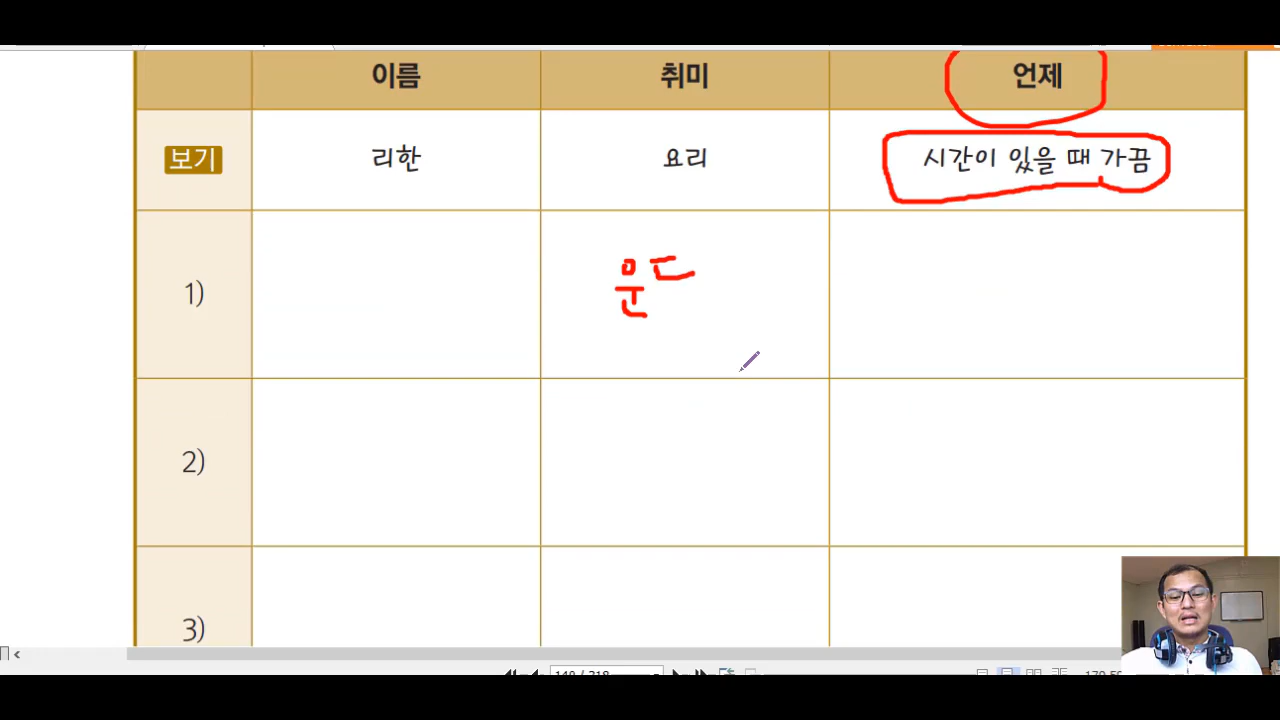 이름 취미 언제
보기 리한 요리 시간이 있을 때 가끔
1) 운ㄷ
2)
3)